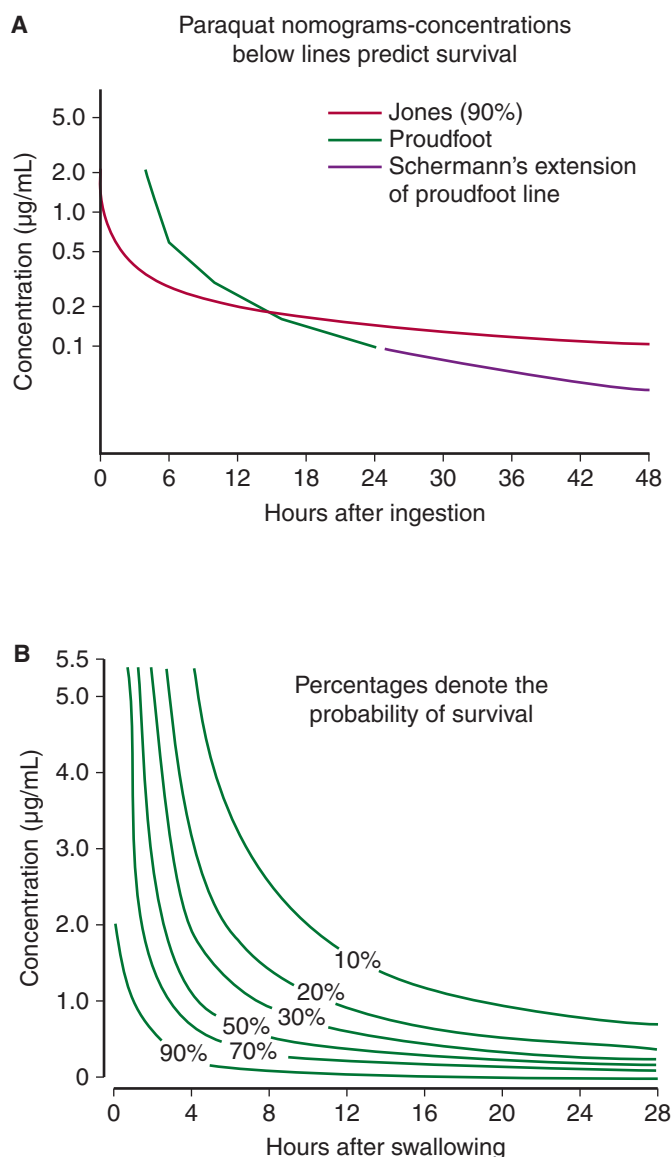 A
Paraquat nomograms-concentrations
below lines predict survival
Jones (90%)
Proudfoot
Schermann's extension
of proudfoot line
Concentration (µg/mL)
5.0
2.0
1.0
0.5
0.2
0.1
0 6 12 18 24 30 36 42 48
Hours after ingestion
B
Percentages denote the
probability of survival
Concentration (µg/mL)
5.5
5.0
4.0
3.0
2.0
1.0
0
10%
20%
30%
50%
70%
90%
0 4 8 12 16 20 24 28
Hours after swallowing